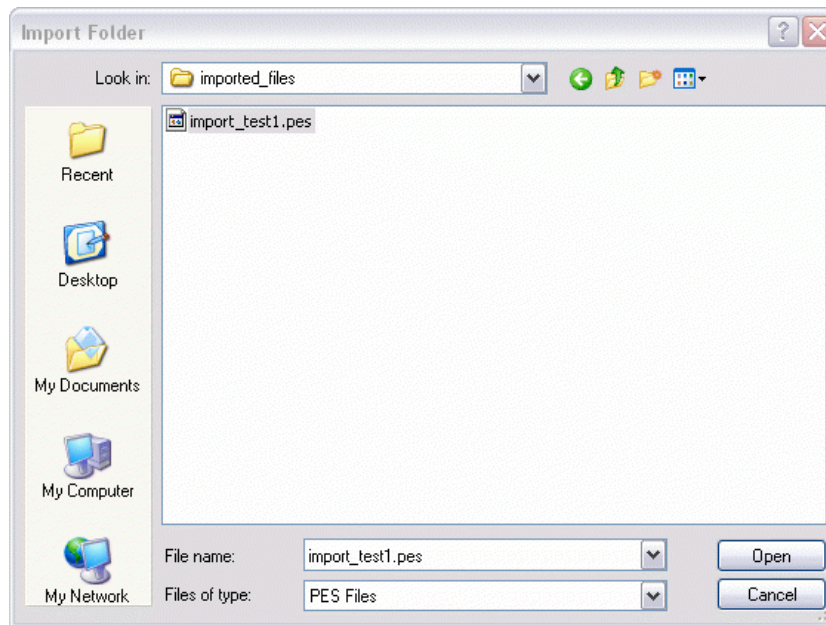 Import Folder
?
Look in: imported_files
import_test1.pes
Recent
Desktop
My Documents
My Computer
My Network
File name: import_test1.pes Open
Files of type: PES Files Cancel